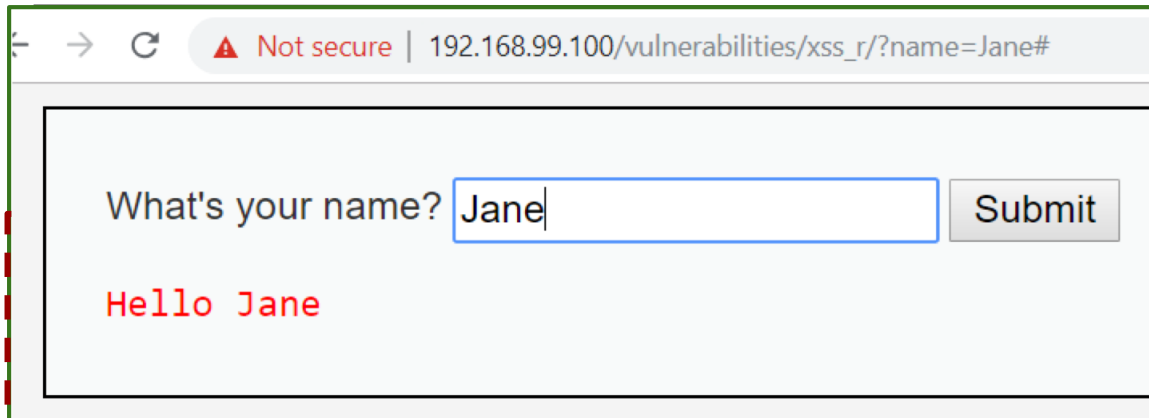 Not secure | 192.168.99.100/vulnerabilities/xss_r/?name=Jane#
What's your name? Jane Submit
Hello Jane